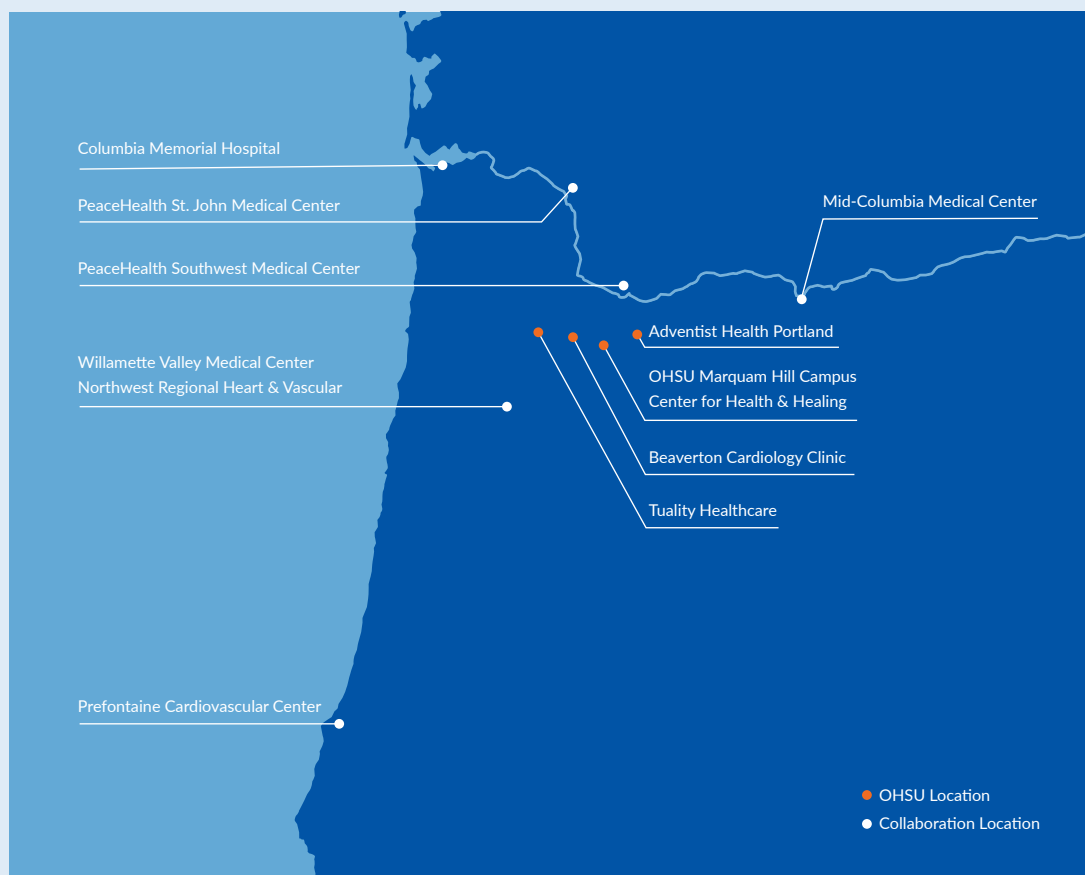 Columbia Memorial Hospital
PeaceHealth St. John Medical Center
Mid-Columbia Medical Center
PeaceHealth Southwest Medical Center
Adventist Health Portland
Willamette Valley Medical Center
Northwest Regional Heart & Vascular
OHSU Marquam Hill Campus
Center for Health & Healing
Beaverton Cardiology Clinic
Tuality Healthcare
Prefontaine Cardiovascular Center
OHSU Location
Collaboration Location